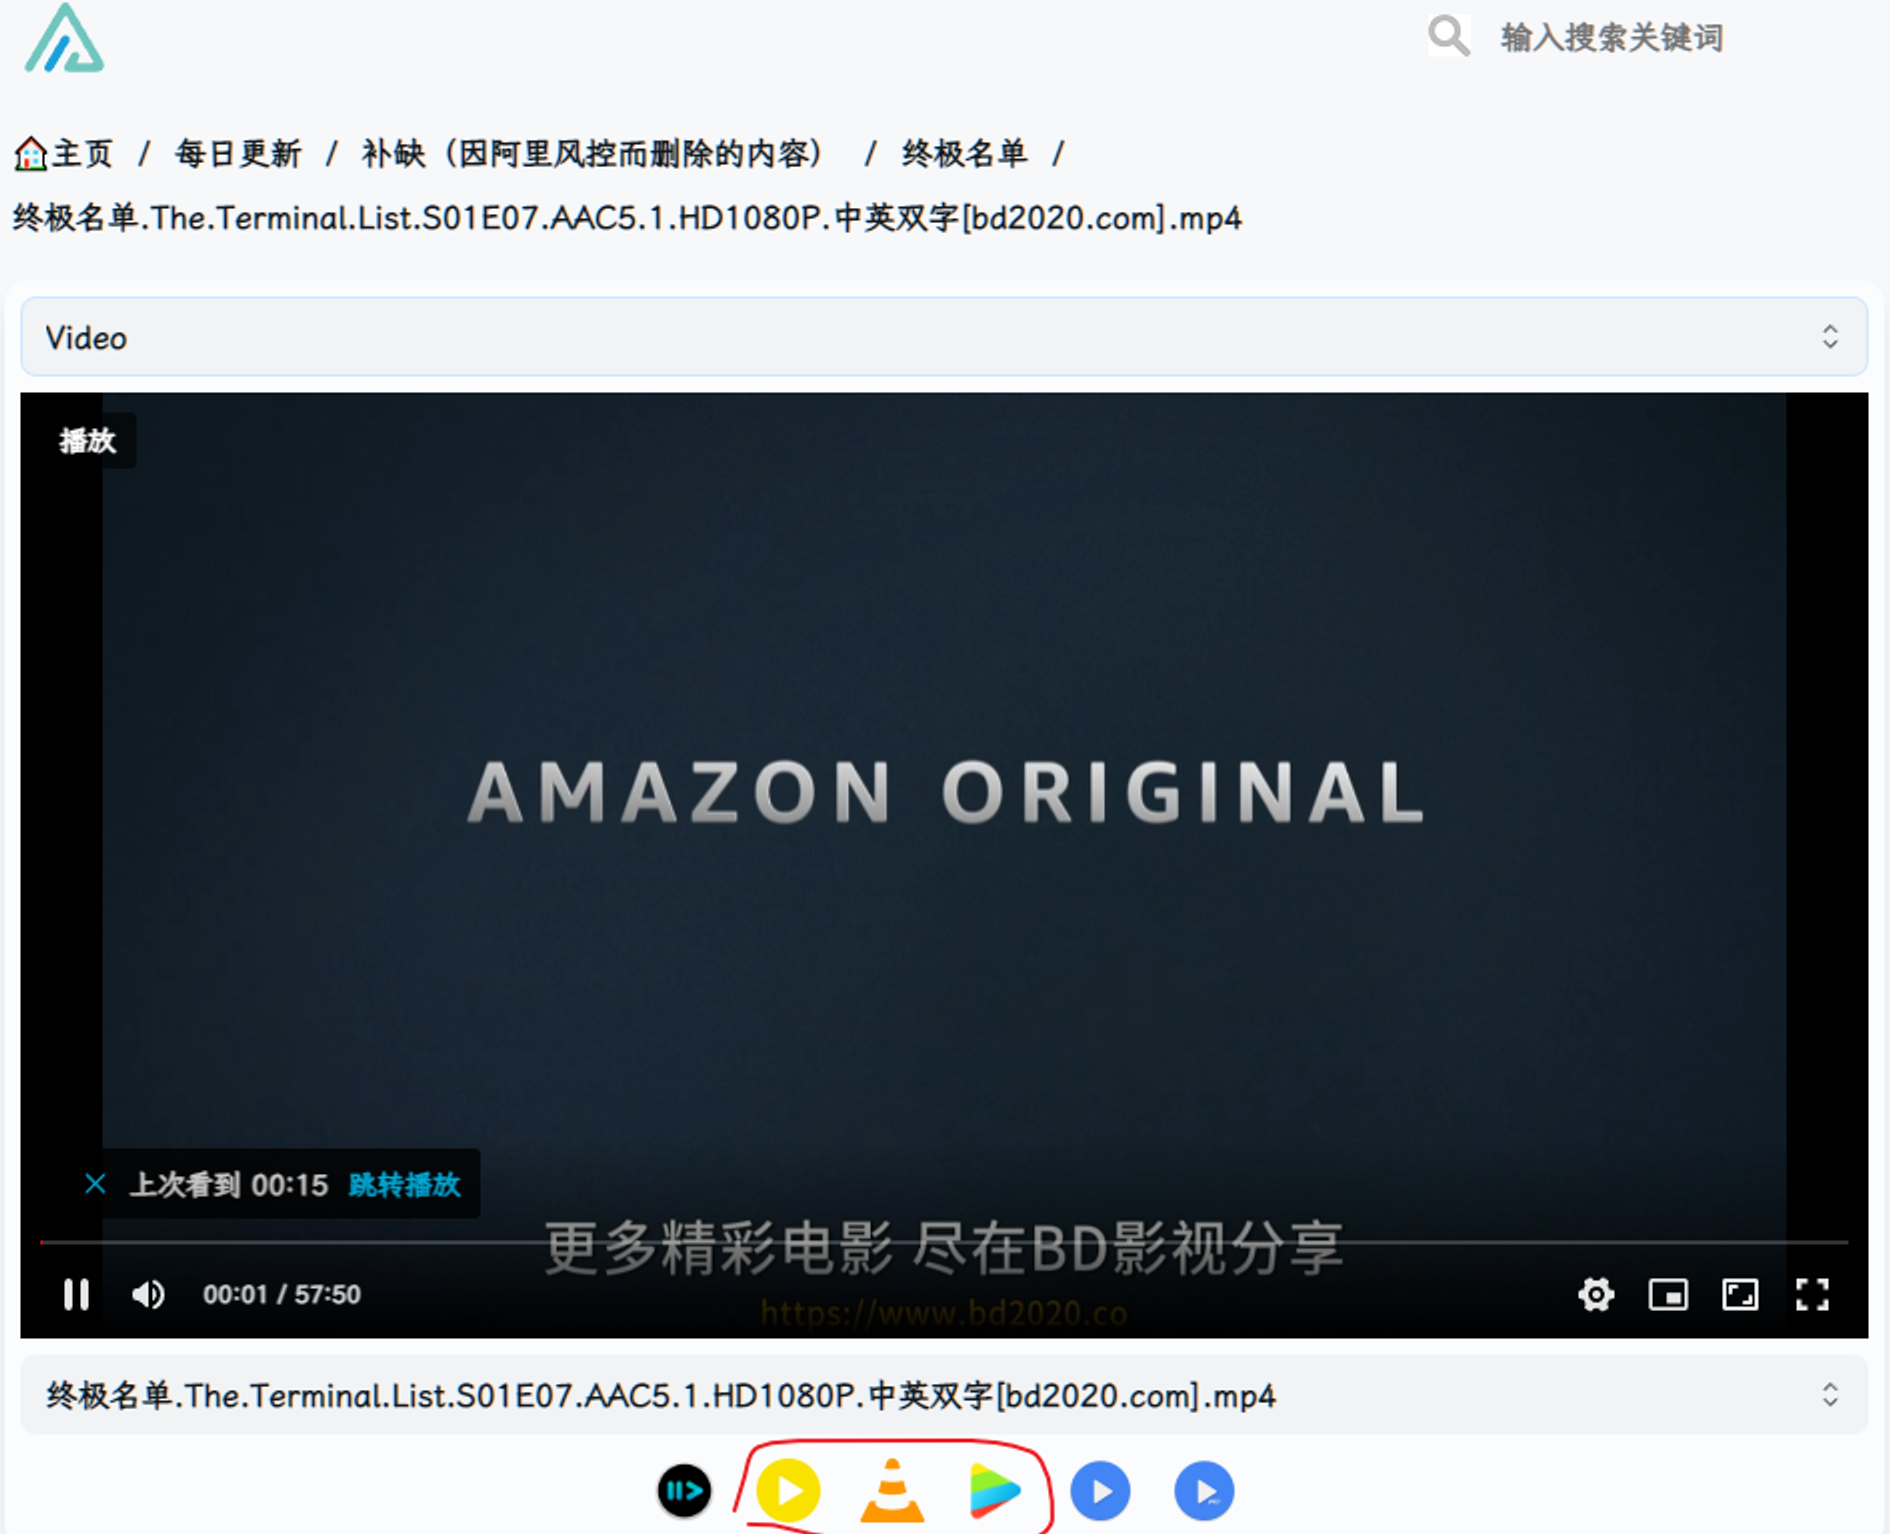 输入搜索关键词
主页 / 每日更新 / 补缺（因阿里风控而删除的内容） / 终极名单 /
终极名单.The.Terminal.List.S01E07.AAC5.1.HD1080P.中英双字[bd2020.com].mp4
Video
播放
AMAZON ORIGINAL
上次看到 00:15 跳转播放
更多精彩电影 尽在BD影视分享
00:01 / 57:50
https://www.bd2020.co
终极名单.The.Terminal.List.S01E07.AAC5.1.HD1080P.中英双字[bd2020.com].mp4